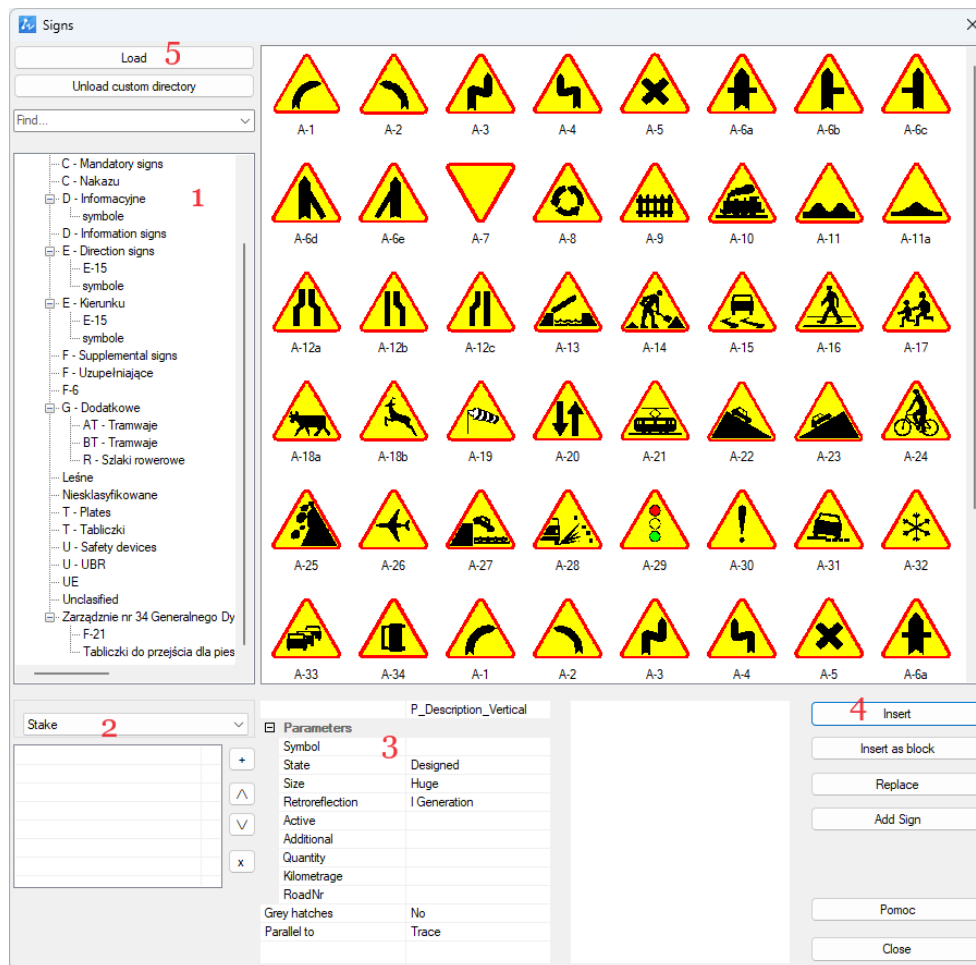 Signs
Load
5
Unload custom directory
Find...
C - Mandatory signs
C - Nakazu
1
D - Infomacyjne
symbole
D - Information signs
E - Direction signs
E-15
symbole
E - Kierunku
E-15
symbole
F - Supplemental signs
F - Uzupełniające
F-6
G - Dodatkowe
AT - Tramwaje
BT - Tramwaje
R - Szlaki rowerowe
Leśne
Niesklasyfikowane
T - Plates
T - Tabliczki
U - Safety devices
U - UBR
UE
Unclasified
Zarządznie nr 34 Generalnego Dy
F-21
Tabliczki do przejścia dla pies
A-1 A-2 A-3 A-4 A-5 A-6a A-6b A-6c
A-6d A-6e A-7 A-8 A-9 A-10 A-11 A-11a
A-12a A-12b A-12c A-13 A-14 A-15 A-16 A-17
A-18a A-18b A-19 A-20 A-21 A-22 A-23 A-24
A-25 A-26 A-27 A-28 A-29 A-30 A-31 A-32
A-33 A-34 A-1 A-2 A-3 A-4 A-5 A-6a
Stake
2
+
x
P_Description_Vertical
Parameters
3
Symbol
State Designed
Size Huge
Retroreflection I Generation
Active
Additional
Quantity
Kilometrage
RoadNr
Grey hatches No
Parallel to Trace
4
Insert
Insert as block
Replace
Add Sign
Pomoc
Close